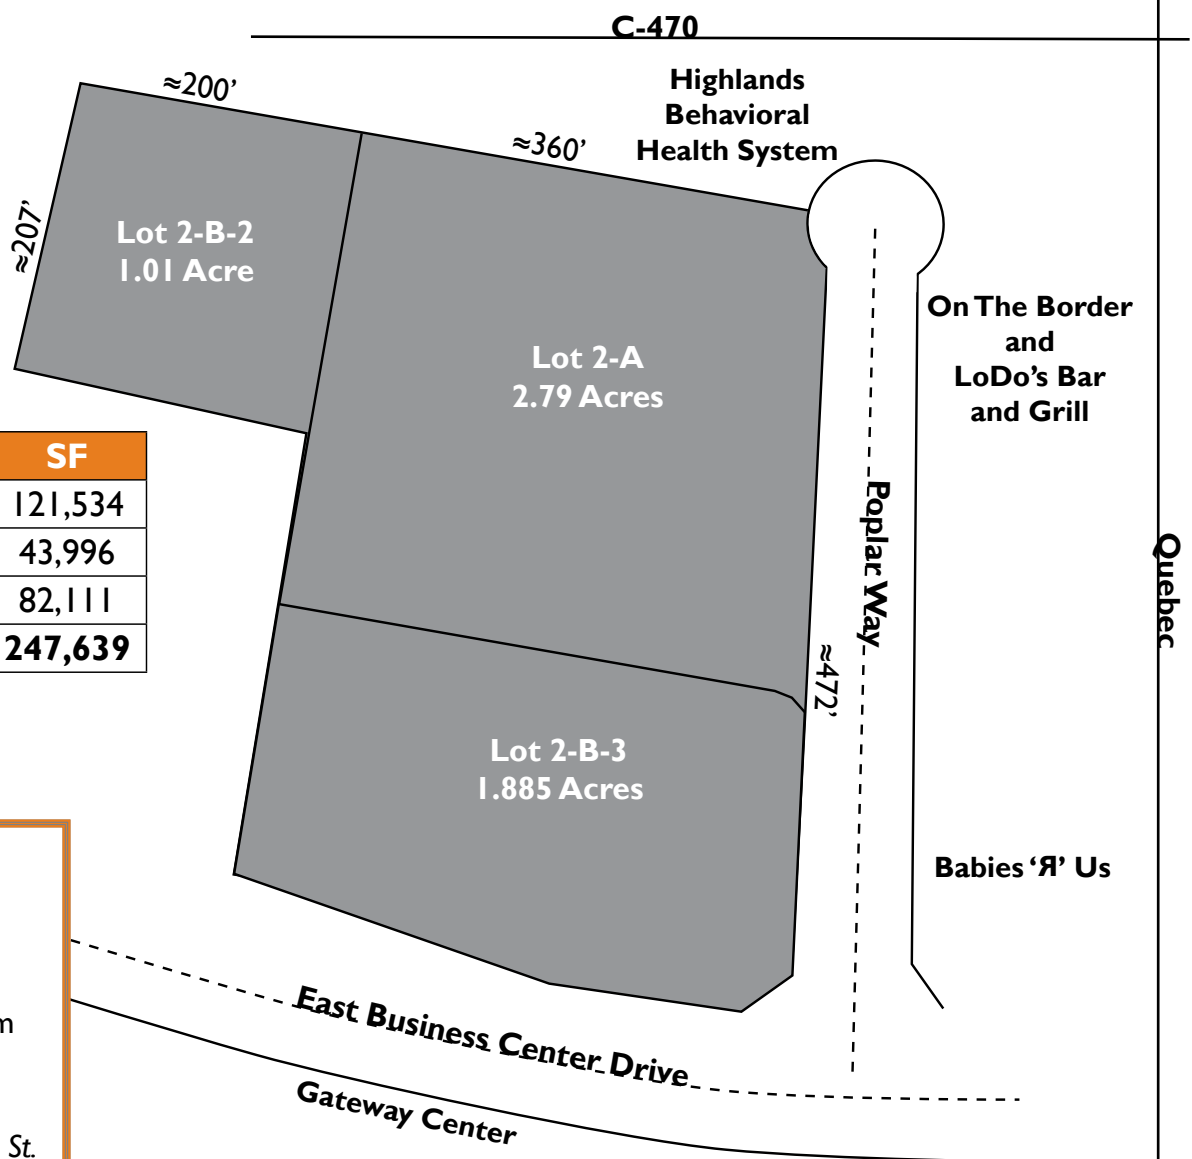 C-470
≈200’
Highlands
Behavioral
Health System
≈360’
≈207’
Lot 2-B-2
1.01 Acre
Lot 2-A
2.79 Acres
On The Border
and
LoDo’s Bar
and Grill
SF
121,534
43,996
82,111
247,639
Poplar Way
Quebec
≈472’
Lot 2-B-3
1.885 Acres
Babies ‘Я’ Us
East Business Center Drive
Gateway Center
St.